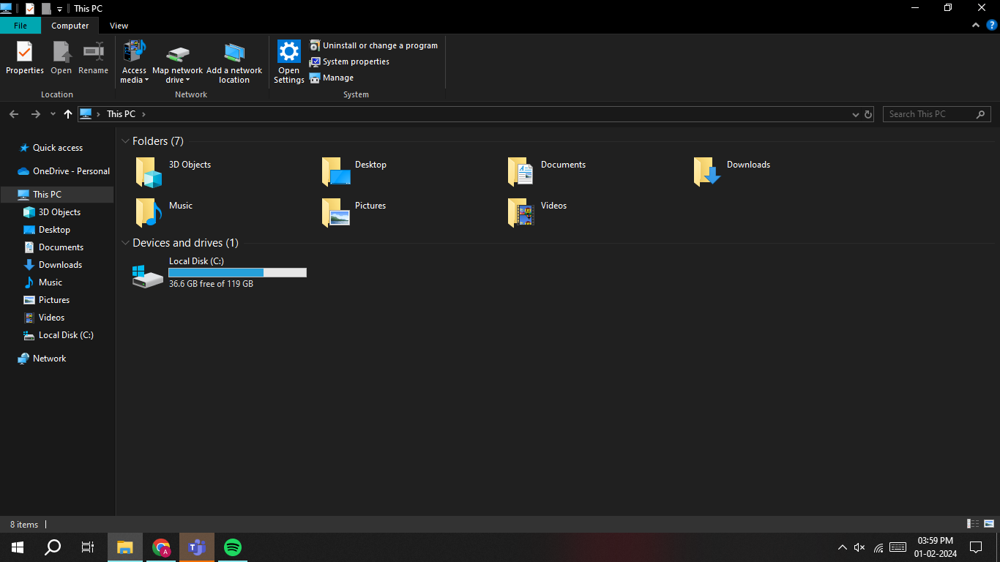 This PC
File Computer View
Properties Open Rename Access media Map network drive Add a network location Open Settings Uninstall or change a program
System properties
Manage
Location Network System
This PC Search This PC
Quick access
OneDrive - Personal
This PC
3D Objects
Desktop
Documents
Downloads
Music
Pictures
Videos
Local Disk (C:)
Network
Folders (7)
3D Objects Desktop Documents Downloads
Music Pictures Videos
Devices and drives (1)
Local Disk (C:)
36.6 GB free of 119 GB
8 items
A
03:59 PM
01-02-2024